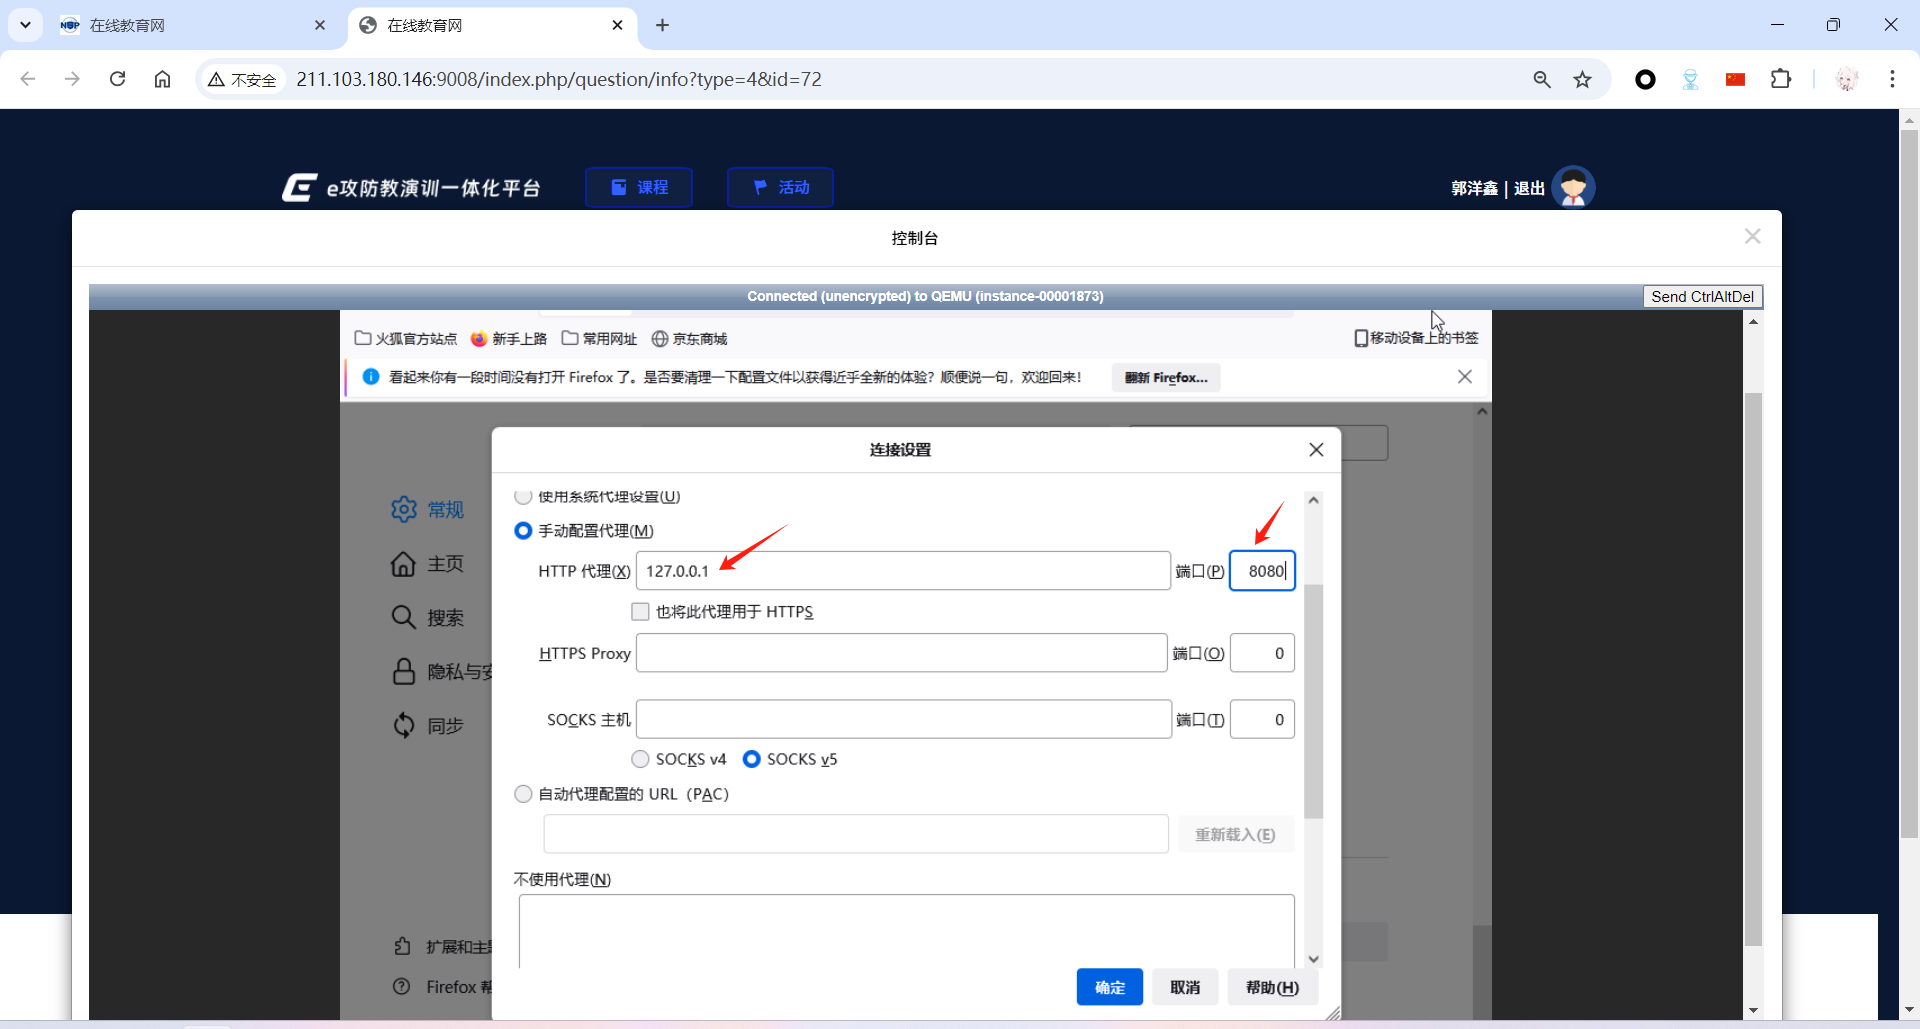 在线教育网
在线教育网
不安全
211.103.180.146:9008/index.php/question/info?type=4&id=72
e攻防教演训一体化平台
课程
活动
郭洋鑫 | 退出
控制台
Connected (unencrypted) to QEMU (instance-00001873)
Send CtrlAltDel
火狐官方站点
新手上路
常用网址
京东商城
移动设备上的书签
看起来你有一段时间没有打开 Firefox 了。是否要清理一下配置文件以获得近乎全新的体验？顺便说一句，欢迎回来！
翻新 Firefox...
连接设置
使用系统代理设置(U)
常规
手动配置代理(M)
主页
HTTP 代理(X)
127.0.0.1
端口(P)
8080
也将此代理用于 HTTPS
搜索
HTTPS Proxy
端口(O)
0
隐私与安
SOCKS 主机
端口(T)
0
同步
SOCKS v4
SOCKS v5
自动代理配置的 URL（PAC）
重新载入(E)
不使用代理(N)
扩展和主题
Firefox 帮
确定
取消
帮助(H)